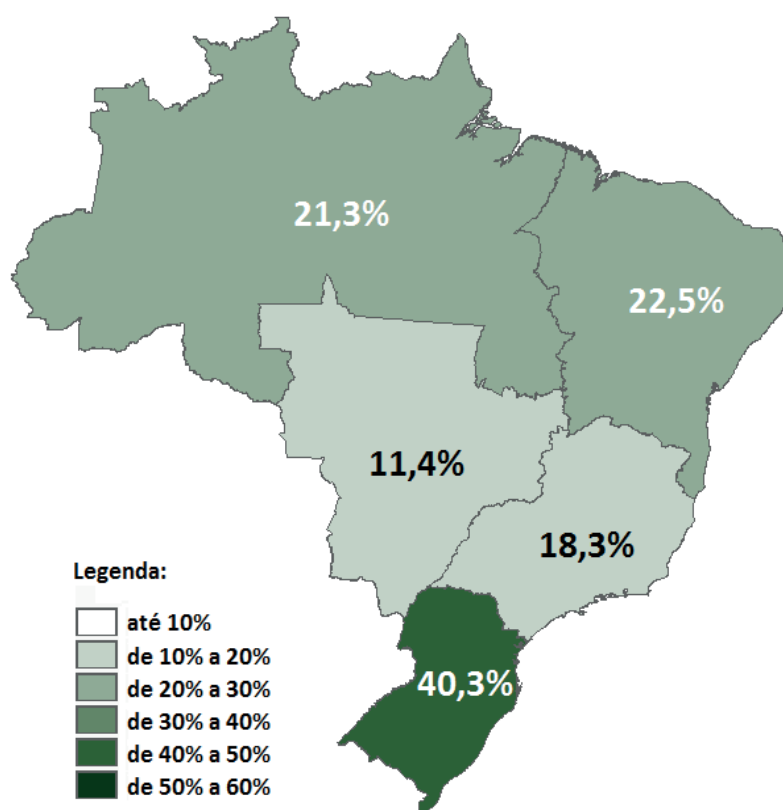 21,3%
22,5%
11,4%
18,3%
40,3%
Legenda:
até 10%
de 10% a 20%
de 20% a 30%
de 30% a 40%
de 40% a 50%
de 50% a 60%